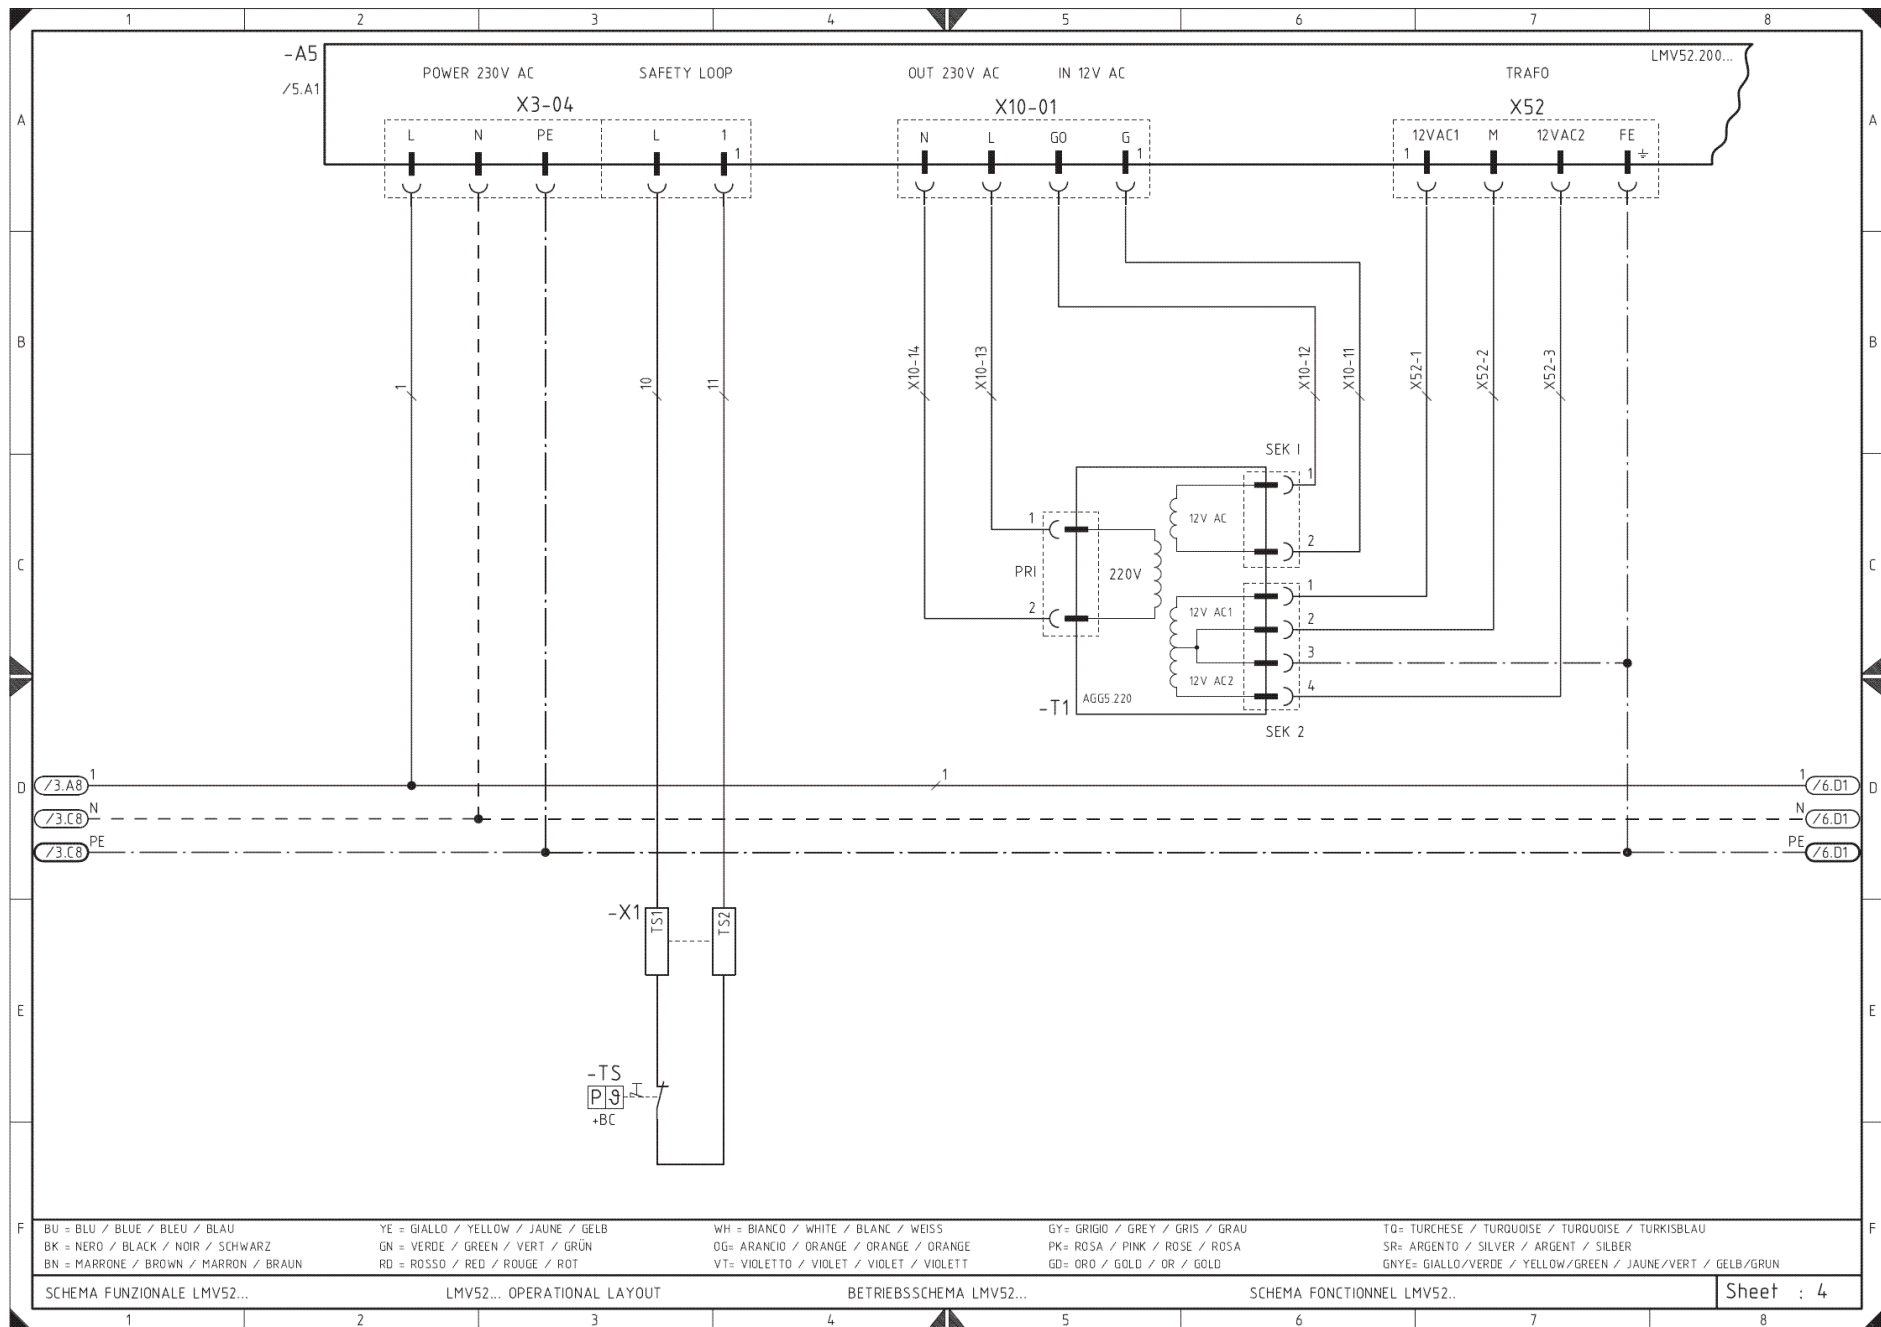 1 2 3 4 5 6 7 8
-A5
/5.A1
LMV52.200...
POWER 230V AC SAFETY LOOP OUT 230V AC IN 12V AC TRAFO
X3-04 X10-01 X52
A A
L N PE L 1 N L GO G 12VAC1 M 12VAC2 FE
1 1 1
B B
1 10 11 X10-14 X10-13 X10-12 X10-11 X52-1 X52-2 X52-3
SEK 1
1
1 12V AC
2
C C
PRI 220V
1
2 12V AC1
2
3
12V AC2
4
AGG5.220
-T1
SEK 2
D D
/3.A8 1 1 1 /6.D1
/3.C8 N N /6.D1
/3.C8 PE PE /6.D1
-X1 TS1 TS2
E E
-TS
P ϑ
+BC
F F
BU = BLU / BLUE / BLEU / BLAU YE = GIALLO / YELLOW / JAUNE / GELB WH = BIANCO / WHITE / BLANC / WEISS GY= GRIGIO / GREY / GRIS / GRAU TQ= TURCHESE / TURQUOISE / TURQUOISE / TURKISBLAU
BK = NERO / BLACK / NOIR / SCHWARZ GN = VERDE / GREEN / VERT / GRÜN OG= ARANCIO / ORANGE / ORANGE / ORANGE PK= ROSA / PINK / ROSE / ROSA SR= ARGENTO / SILVER / ARGENT / SILBER
BN = MARRONE / BROWN / MARRON / BRAUN RD = ROSSO / RED / ROUGE / ROT VT= VIOLETTO / VIOLET / VIOLET / VIOLETT GD= ORO / GOLD / OR / GOLD GNYE= GIALLO/VERDE / YELLOW/GREEN / JAUNE/VERT / GELB/GRUN
SCHEMA FUNZIONALE LMV52... LMV52... OPERATIONAL LAYOUT BETRIEBSSCHEMA LMV52... SCHEMA FONCTIONNEL LMV52.. Sheet : 4
1 2 3 4 5 6 7 8